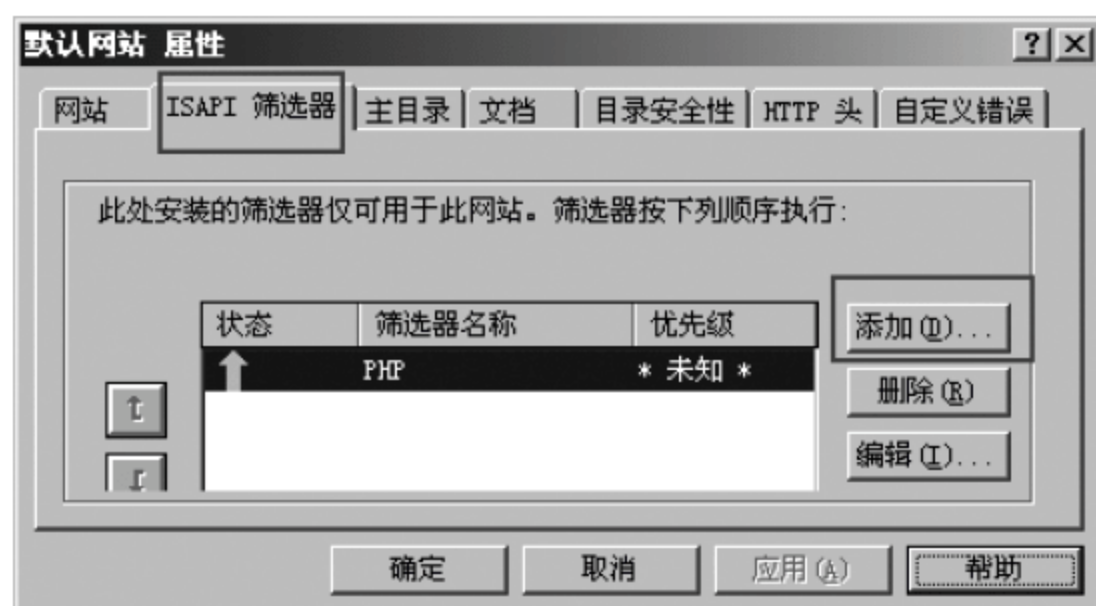 默认网站 属性
网站 ISAPI 筛选器 主目录 文档 目录安全性 HTTP 头 自定义错误
此处安装的筛选器仅可用于此网站。筛选器按下列顺序执行:
状态 筛选器名称 优先级 添加(D)...
PHP * 未知 *
删除(R)
编辑(I)...
确定 取消 应用(A) 帮助